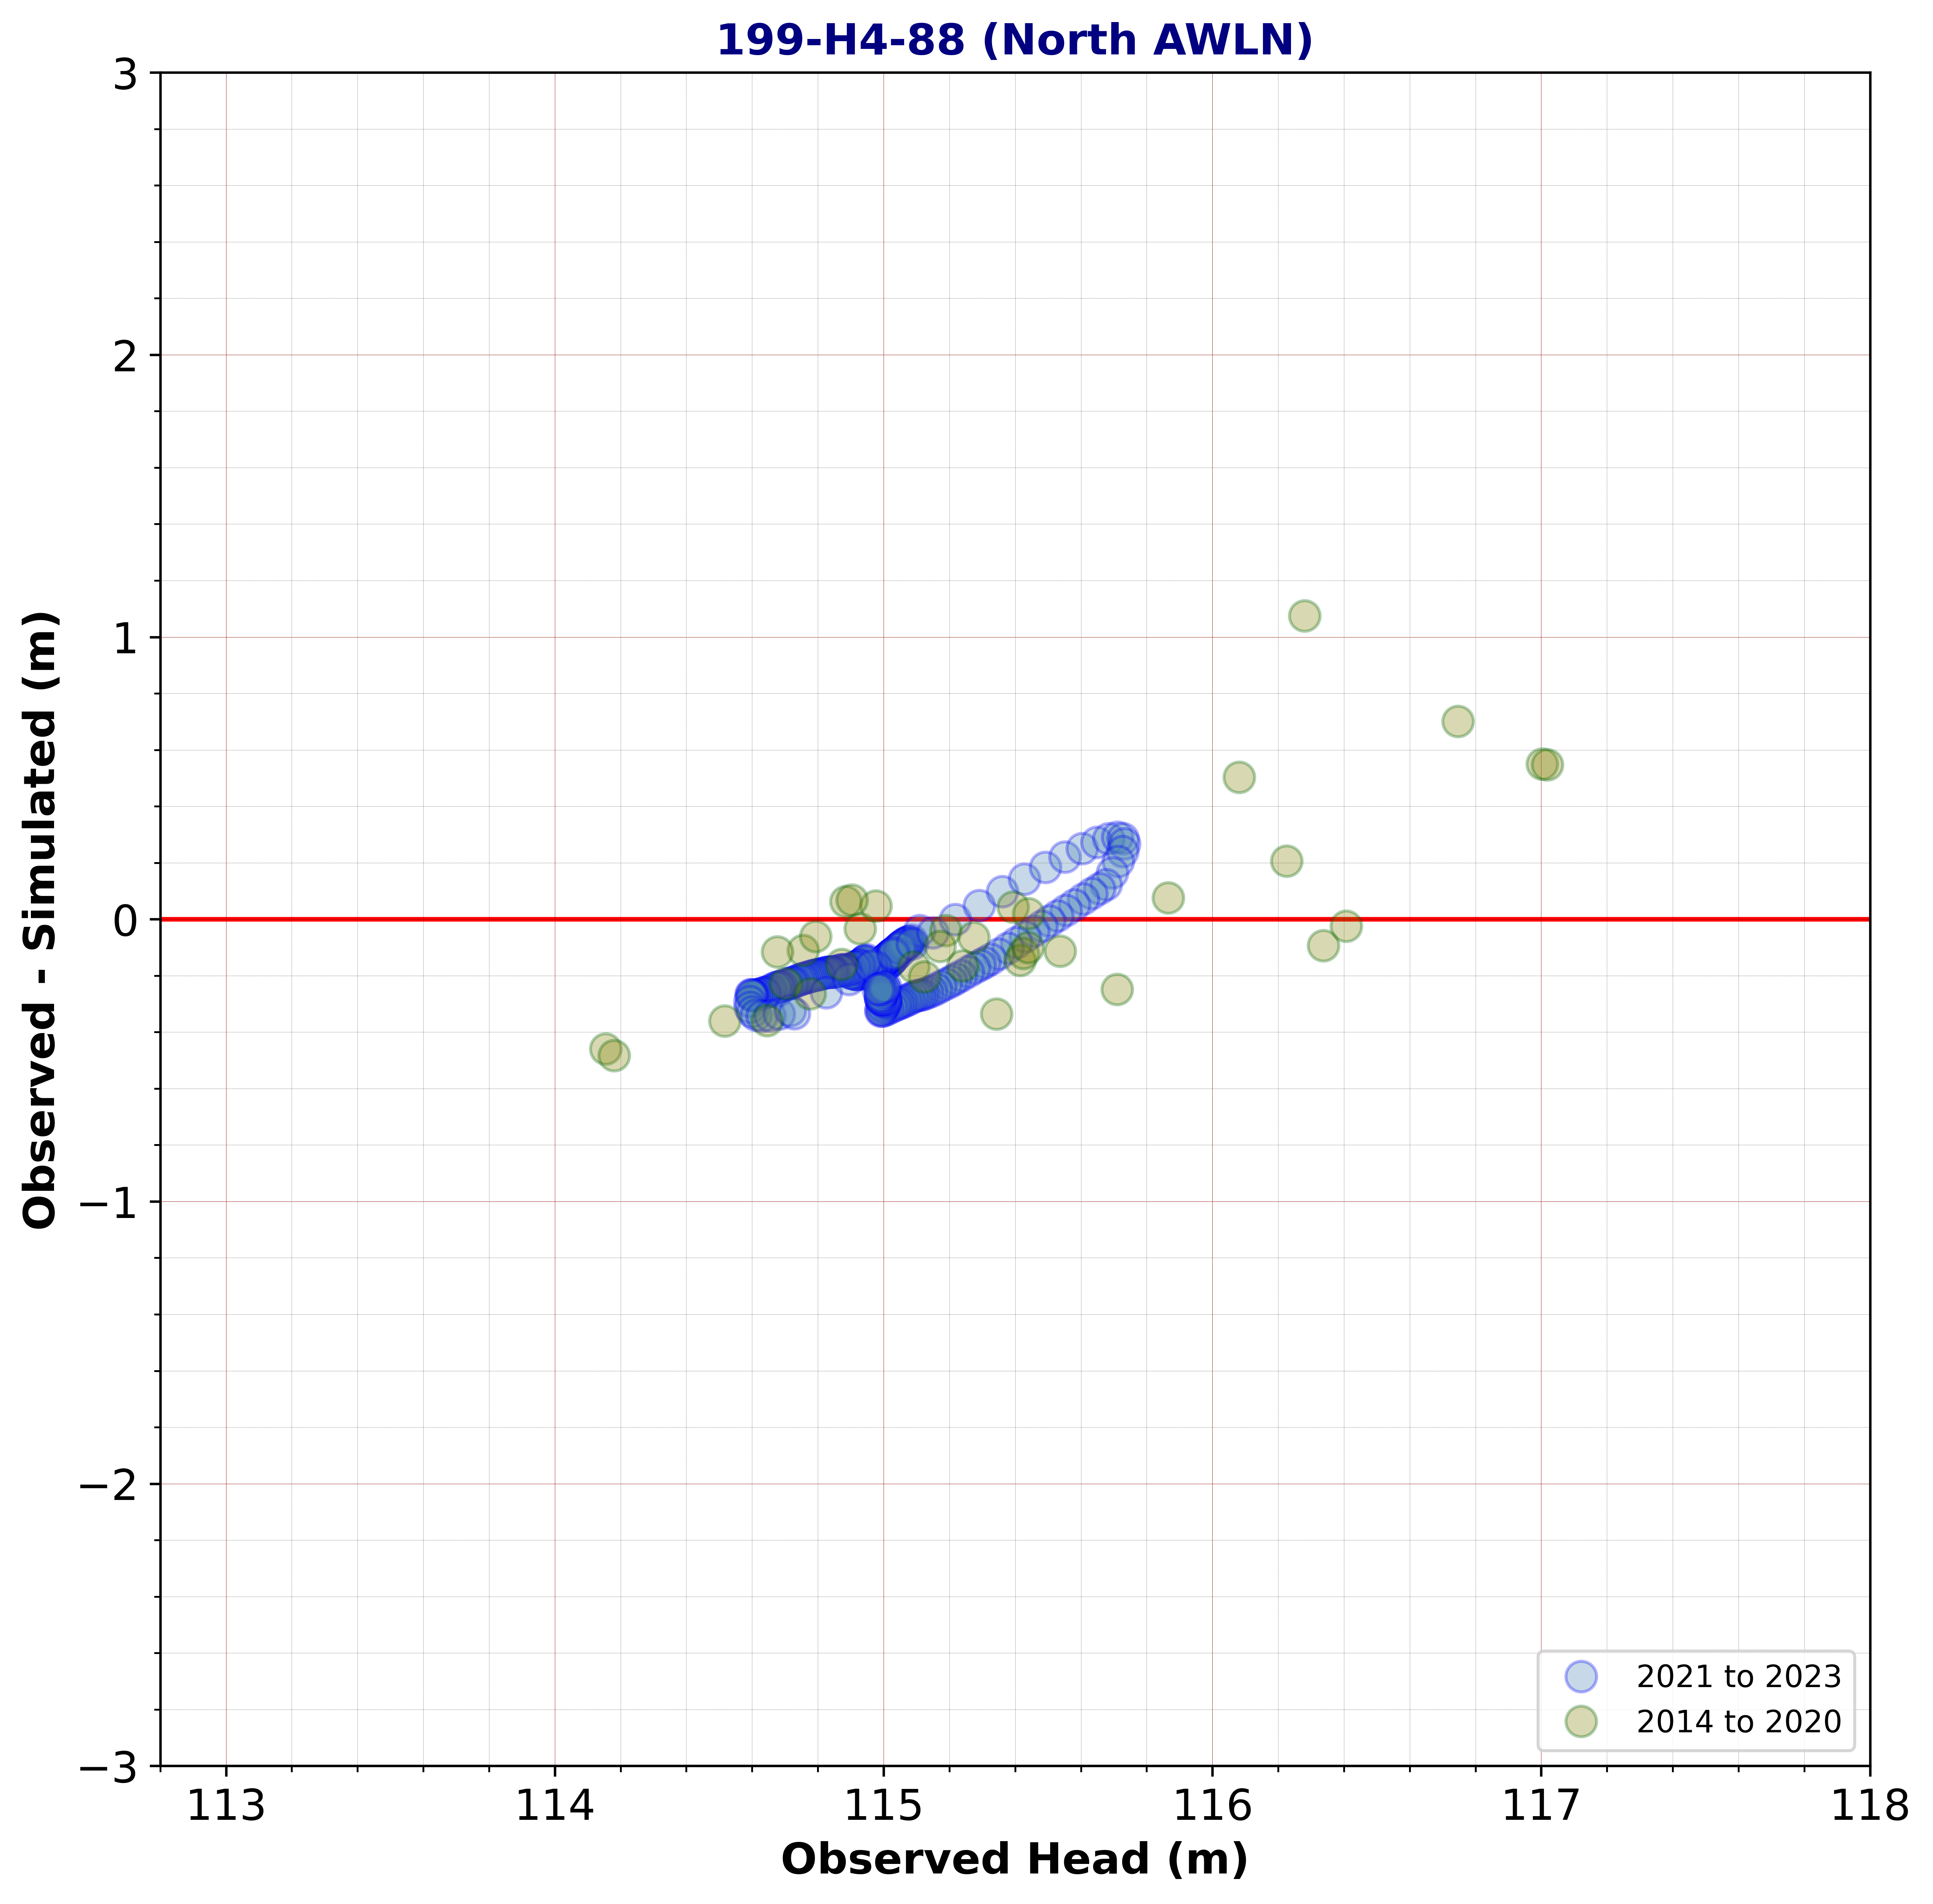 199-H4-88 (North AWLN)
3
2
1
0
−1
−2
−3
Observed - Simulated (m)
113 114 115 116 117 118
Observed Head (m)
2021 to 2023
2014 to 2020